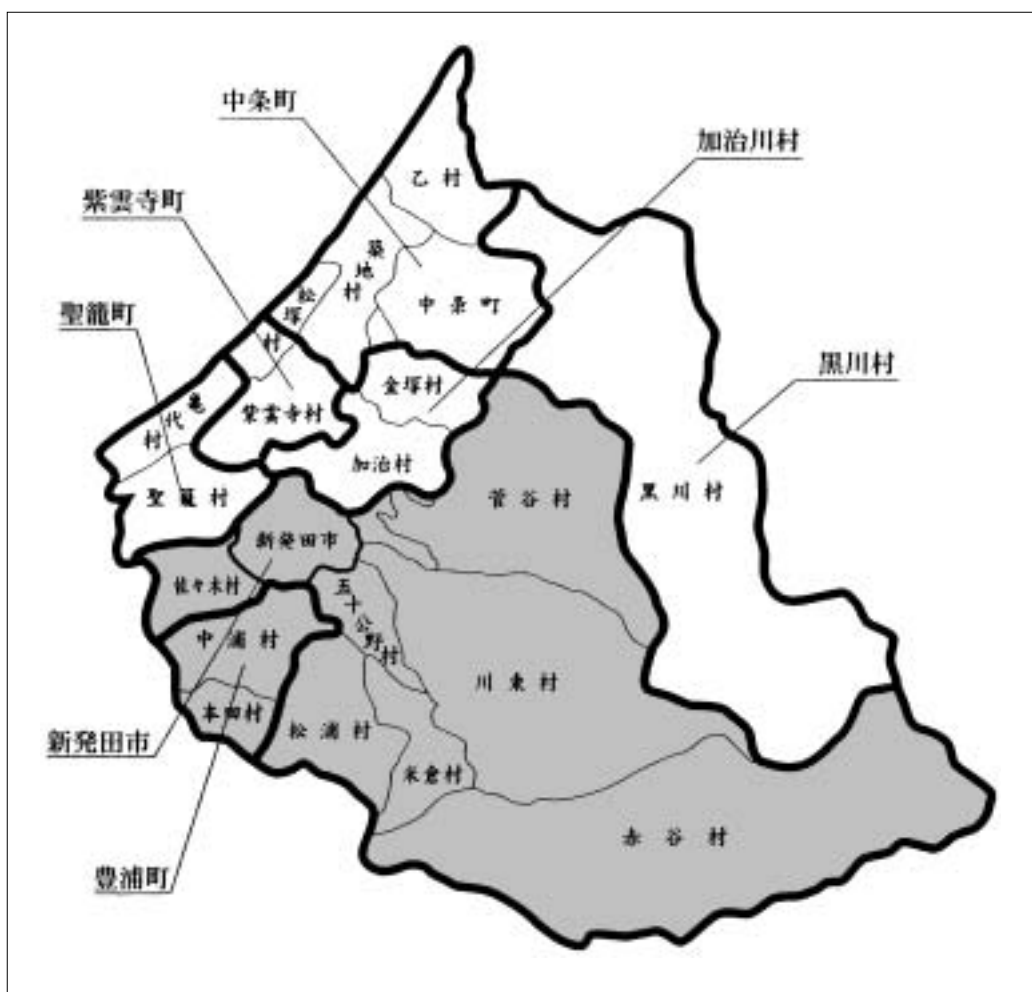 中条町
加治川村
乙村
紫雲寺町
築地村
松塚村
中条町
聖籠町
黒川村
金塚村
亀代村
紫雲寺村
加治村
聖籠村
菅谷村
黒川村
新発田市
佐々木村
五十公野村
中浦村
川東村
本田村
松浦村
新発田市
米倉村
赤谷村
豊浦町